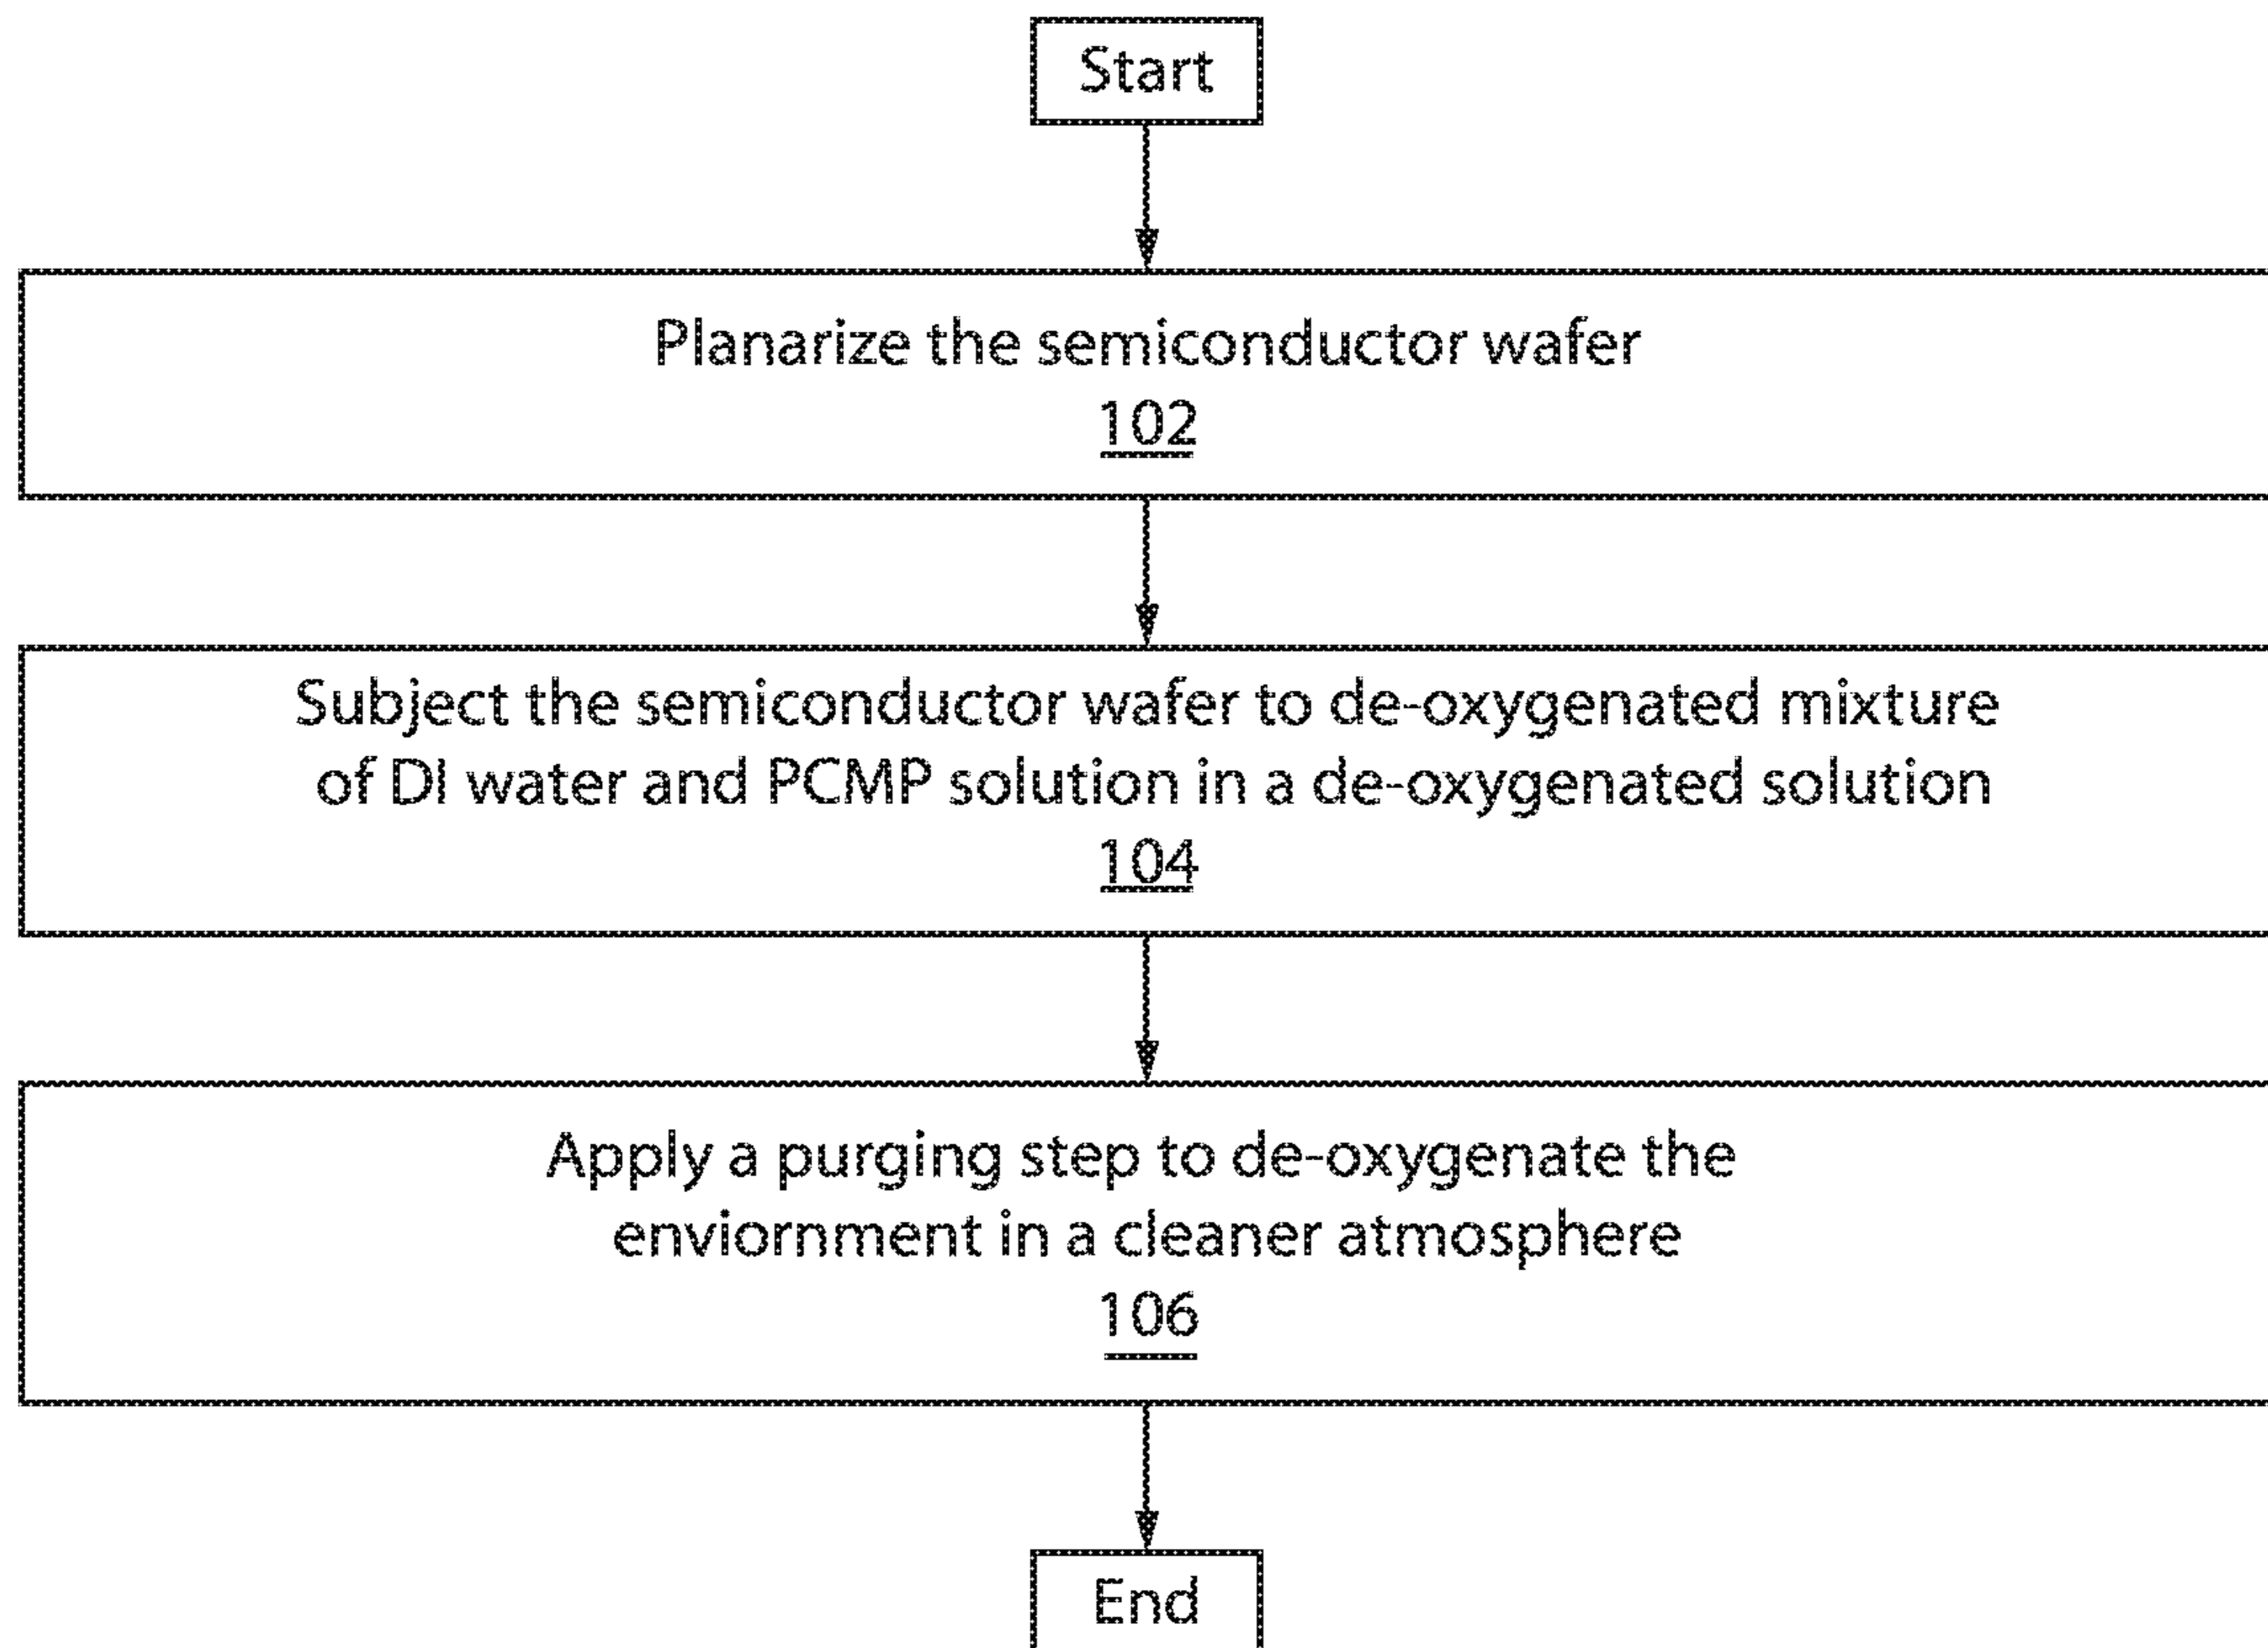 Start
Planarize the semiconductor wafer
102
Subject the semiconductor wafer to de-oxygenated mixture
of DI water and PCMP solution in a de-oxygenated solution
104
Apply a purging step to de-oxygenate the
enviornment in a cleaner atmosphere
106
End